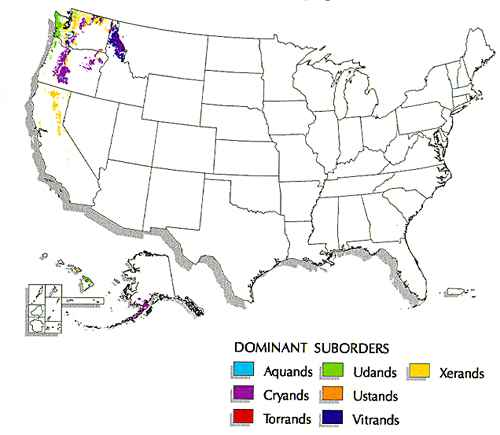 DOMINANT SUBORDERS
Aquands Udands Xerands
Cryands Ustands
Torrands Vitrands